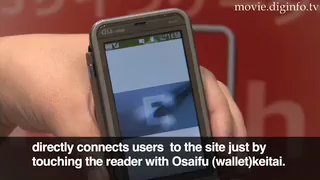 movie.diginfo.tv
directly connects users to the site just by
touching the reader with Osaifu (wallet)keitai.